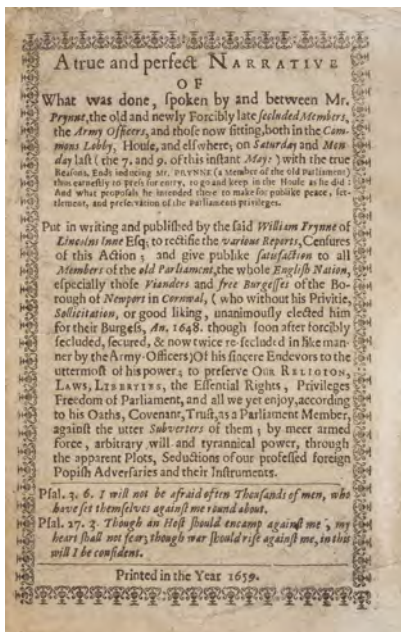 A true and perfect NARRATIVE
OF
What was done, ſpoken by and between Mr.
Prynne, the old and newly Forcibly late ſecluded Members,
the Army Officers, and thoſe now ſitting, both in the Com-
mons Lobby, Houſe, and elſwhere; on Saturday and Mon
day laſt (the 7. and 9. of this inſtant May:) with the true
Reaſons, Ends inducing Mr. PRYNNE (a Member of the old Parliament)
thus earneſtly to preſs for entry, to go and keep in the Houſe as he did:
And what propoſals he intended there to make for publike peace, ſet-
tlement, and preſervation of the Parliaments privileges.
Put in writing and publiſhed by the ſaid William Prynne of
Lincolns Inne Eſq; to rectifie the various Reports, Cenſures
of this Action; and give publike ſatisfaction to all
Members of the old Parliament, the whole Engliſh Nation,
eſpecially thoſe Vianders and free Burgeſſes of the Bo-
rough of Newport in Cornwal, (who without his Privitie,
Sollicitation, or good liking, unanimouſly elected him
for their Burgeſs, An. 1648. though ſoon after forcibly
ſecluded, ſecured, & now twice re-ſecluded in like man-
ner by the Army-Officers) Of his ſincere Endevors to the
uttermoſt of his power, to preſerve OUR RELIGION,
LAWS, LIBERTIES, the Eſſential Rights, Privileges
Freedom of Parliament, and all we yet enjoy, according
to his Oaths, Covenant, Truſt, as a Parliament Member,
againſt the utter Subverters of them; by meer armed
force, arbitrary will and tyrannical power, through
the apparent Plots, Seductions of our profeſſed foreign
Popiſh Adverſaries and their Inſtruments.
Pſal. 3. 6. I will not be afraid of ten Thouſands of men, who
have ſet themſelves againſt me round about.
Pſal. 27. 3. Though an Hoſt ſhould encamp againſt me, my
heart ſhall not fear; though war ſhould riſe againſt me, in this
will I be confident.
Printed in the Year 1659.